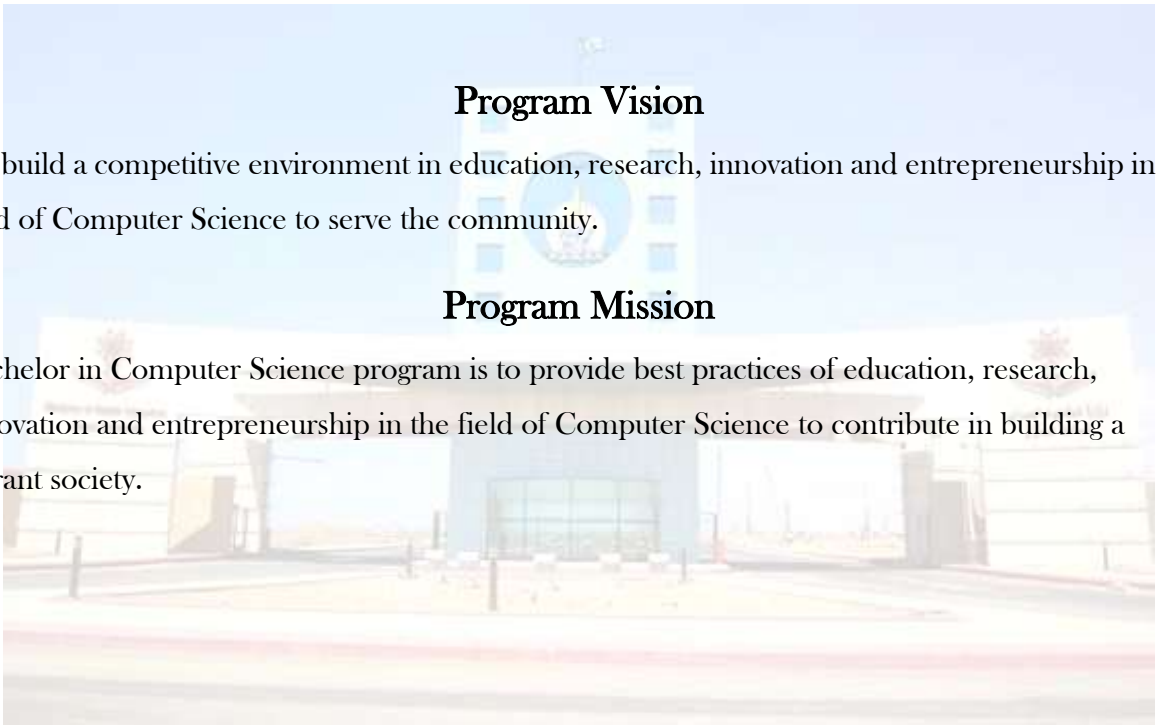 Program Vision
build a competitive environment in education, research, innovation and entrepreneurship in
d of Computer Science to serve the community.
Program Mission
chelor in Computer Science program is to provide best practices of education, research,
ovation and entrepreneurship in the field of Computer Science to contribute in building a
rant society.